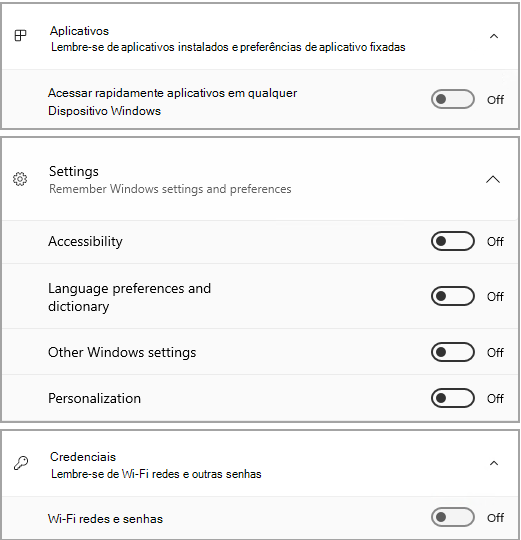 Aplicativos
Lembre-se de aplicativos instalados e preferências de aplicativo fixadas
Acessar rapidamente aplicativos em qualquer
Dispositivo Windows
Off
Settings
Remember Windows settings and preferences
Accessibility
Off
Language preferences and
dictionary
Off
Other Windows settings
Off
Personalization
Off
Credenciais
Lembre-se de Wi-Fi redes e outras senhas
Wi-Fi redes e senhas
Off